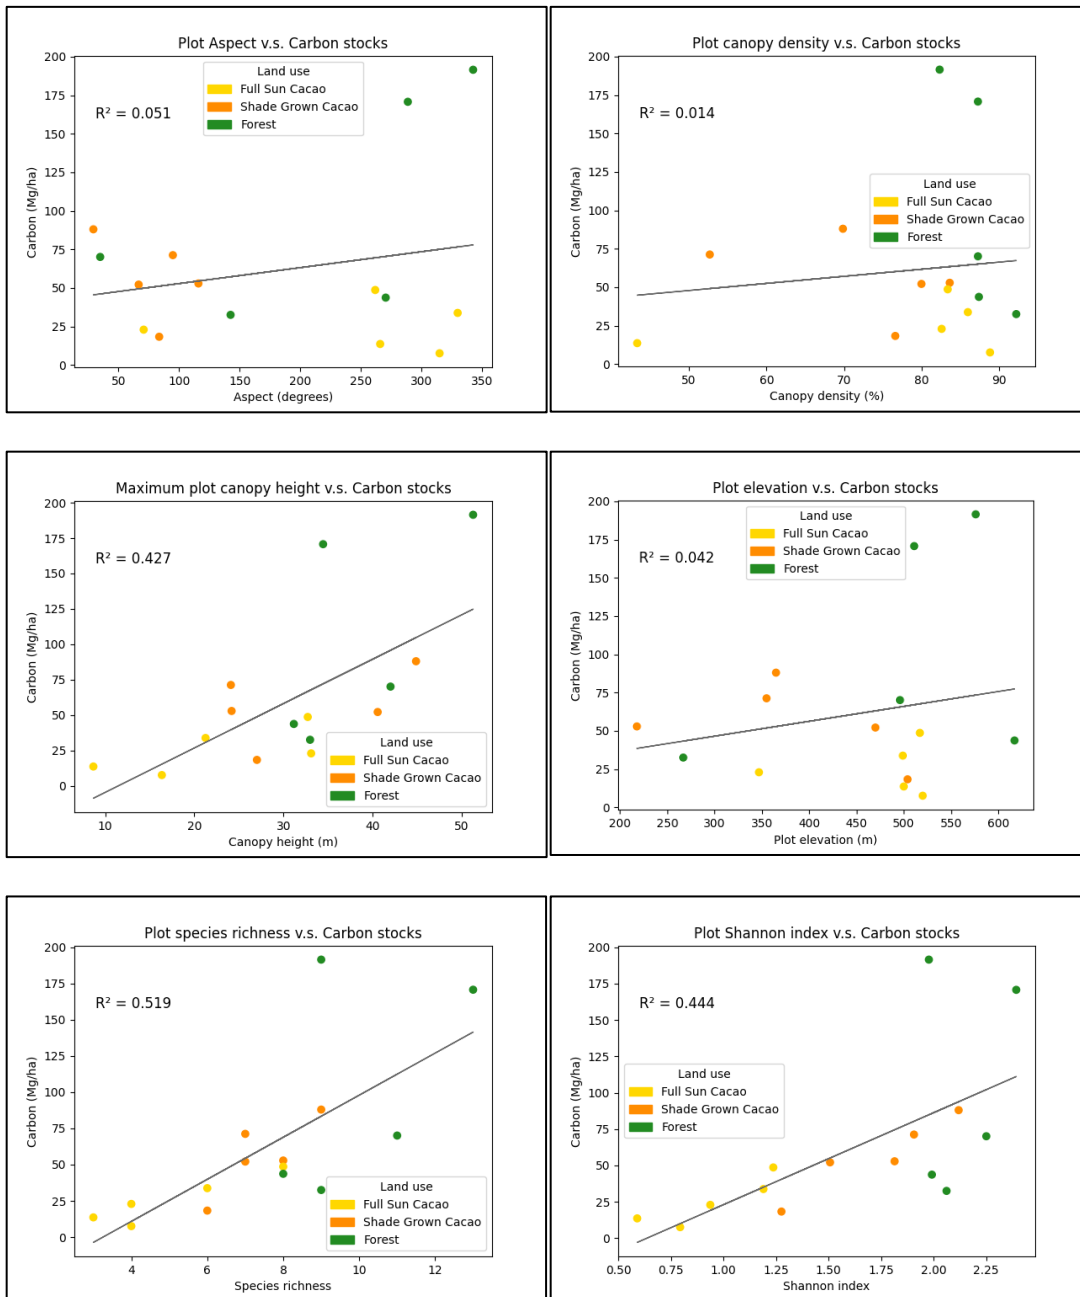 Plot Aspect v.s. Carbon stocks
200
175
150
125
100
75
50
25
0
Carbon (Mg/ha)
R² = 0.051
Land use
Full Sun Cacao
Shade Grown Cacao
Forest
50 100 150 200 250 300 350
Aspect (degrees)
Plot canopy density v.s. Carbon stocks
200
175
150
125
100
75
50
25
0
Carbon (Mg/ha)
R² = 0.014
Land use
Full Sun Cacao
Shade Grown Cacao
Forest
50 60 70 80 90
Canopy density (%)
Maximum plot canopy height v.s. Carbon stocks
200
175
150
125
100
75
50
25
0
Carbon (Mg/ha)
R² = 0.427
Land use
Full Sun Cacao
Shade Grown Cacao
Forest
10 20 30 40 50
Canopy height (m)
Plot elevation v.s. Carbon stocks
200
175
150
125
100
75
50
25
0
Carbon (Mg/ha)
R² = 0.042
Land use
Full Sun Cacao
Shade Grown Cacao
Forest
200 250 300 350 400 450 500 550 600
Plot elevation (m)
Plot species richness v.s. Carbon stocks
200
175
150
125
100
75
50
25
0
Carbon (Mg/ha)
R² = 0.519
Land use
Full Sun Cacao
Shade Grown Cacao
Forest
4 6 8 10 12
Species richness
Plot Shannon index v.s. Carbon stocks
200
175
150
125
100
75
50
25
0
Carbon (Mg/ha)
R² = 0.444
Land use
Full Sun Cacao
Shade Grown Cacao
Forest
0.50 0.75 1.00 1.25 1.50 1.75 2.00 2.25
Shannon index